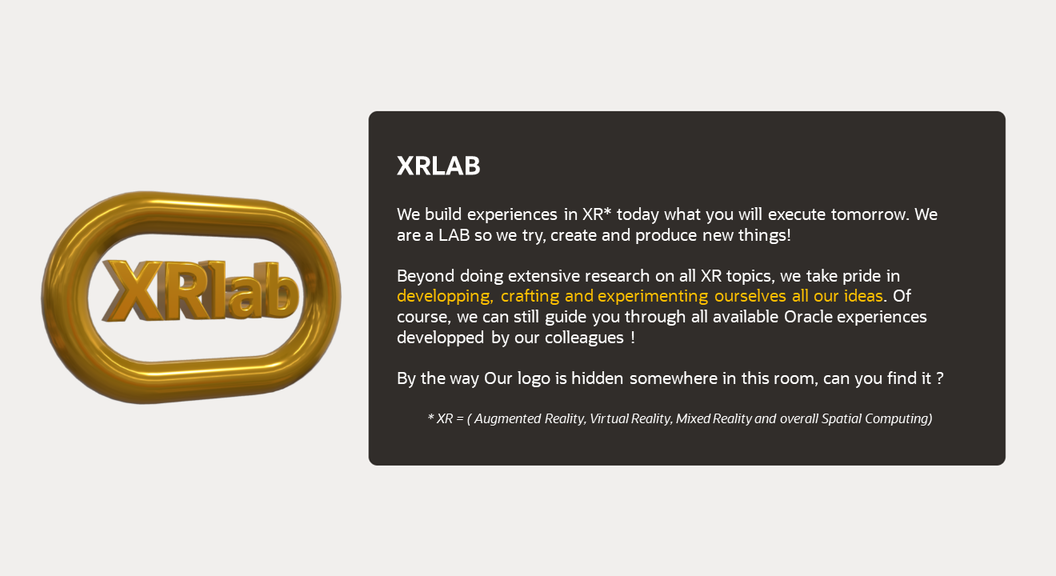 XRlab
XRLAB
We build experiences in XR* today what you will execute tomorrow. We
are a LAB so we try, create and produce new things!
Beyond doing extensive research on all XR topics, we take pride in
developping, crafting and experimenting ourselves all our ideas. Of
course, we can still guide you through all available Oracle experiences
developped by our colleagues !
By the way Our logo is hidden somewhere in this room, can you find it ?
* XR = ( Augmented Reality, Virtual Reality, Mixed Reality and overall Spatial Computing)